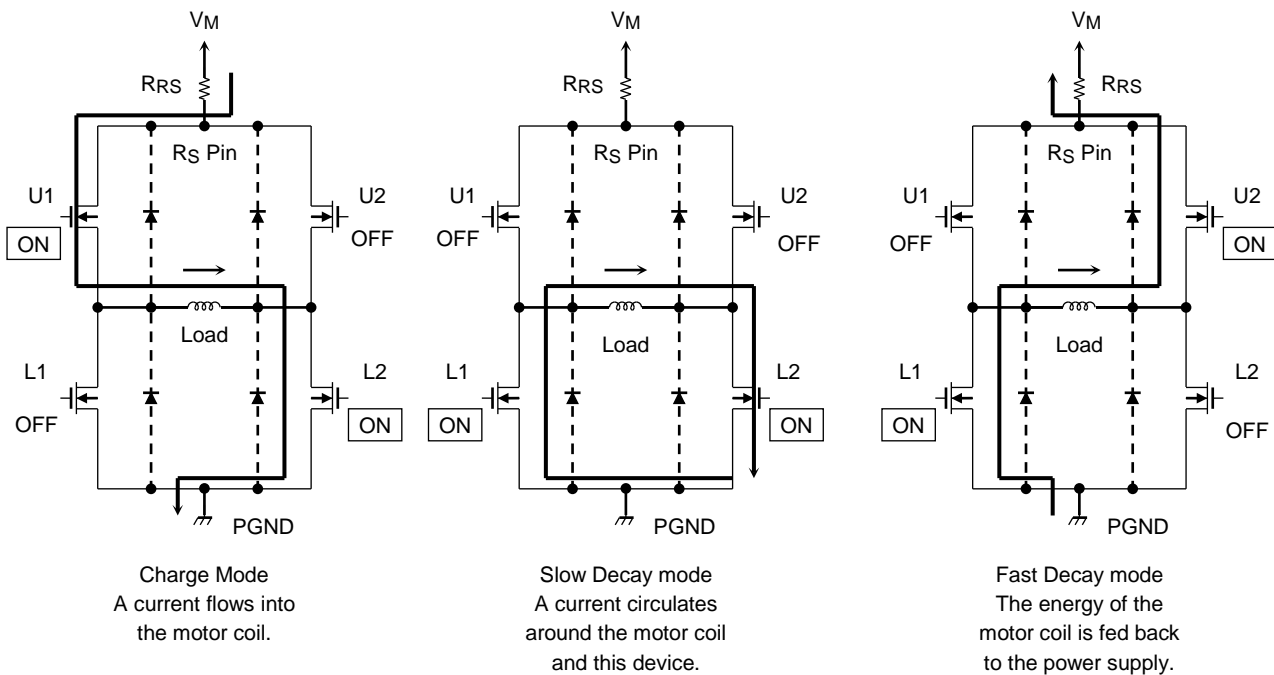 VM
RRS
RS Pin
U1
ON
U2
OFF
Load
L1
OFF
L2
ON
PGND
Charge Mode
A current flows into
the motor coil.
VM
RRS
RS Pin
U1
OFF
U2
OFF
Load
L1
ON
L2
ON
PGND
Slow Decay mode
A current circulates
around the motor coil
and this device.
VM
RRS
RS Pin
U1
OFF
U2
ON
Load
L1
ON
L2
OFF
PGND
Fast Decay mode
The energy of the
motor coil is fed back
to the power supply.